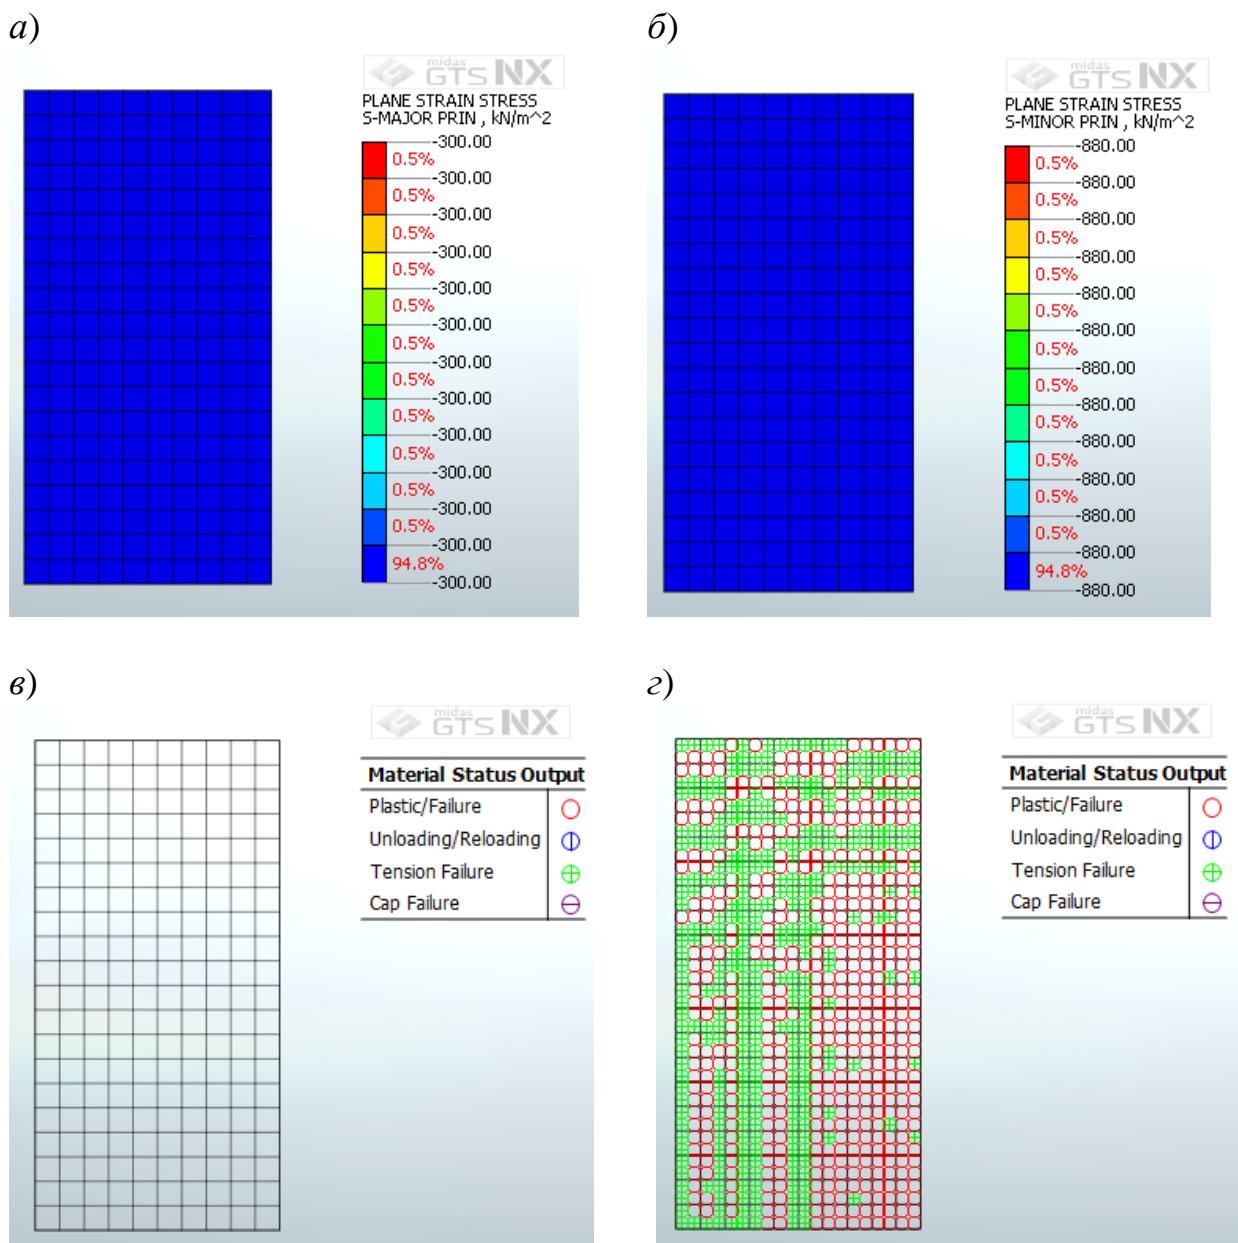 а)
midas
GTS NX
PLANE STRAIN STRESS
S-MAJOR PRIN , kN/m^2
-300.00
0.5%
-300.00
0.5%
-300.00
0.5%
-300.00
0.5%
-300.00
0.5%
-300.00
0.5%
-300.00
0.5%
-300.00
0.5%
-300.00
0.5%
-300.00
0.5%
-300.00
0.5%
-300.00
94.8%
-300.00
б)
midas
GTS NX
PLANE STRAIN STRESS
S-MINOR PRIN , kN/m^2
-880.00
0.5%
-880.00
0.5%
-880.00
0.5%
-880.00
0.5%
-880.00
0.5%
-880.00
0.5%
-880.00
0.5%
-880.00
0.5%
-880.00
0.5%
-880.00
0.5%
-880.00
0.5%
-880.00
94.8%
-880.00
в)
midas
GTS NX
Material Status Output
Plastic/Failure
Unloading/Reloading
Tension Failure
Cap Failure
г)
midas
GTS NX
Material Status Output
Plastic/Failure
Unloading/Reloading
Tension Failure
Cap Failure